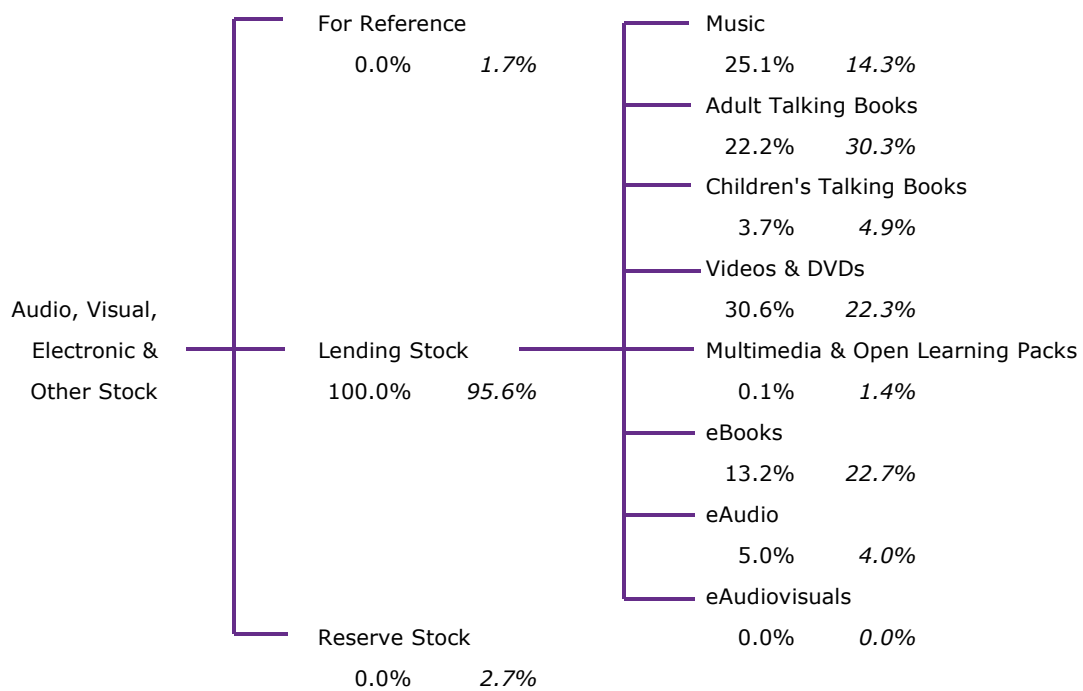 For Reference
0.0% 1.7%
Audio, Visual,
Electronic &
Other Stock
Lending Stock
100.0% 95.6%
Reserve Stock
0.0% 2.7%
Music
25.1% 14.3%
Adult Talking Books
22.2% 30.3%
Children's Talking Books
3.7% 4.9%
Videos & DVDs
30.6% 22.3%
Multimedia & Open Learning Packs
0.1% 1.4%
eBooks
13.2% 22.7%
eAudio
5.0% 4.0%
eAudiovisuals
0.0% 0.0%